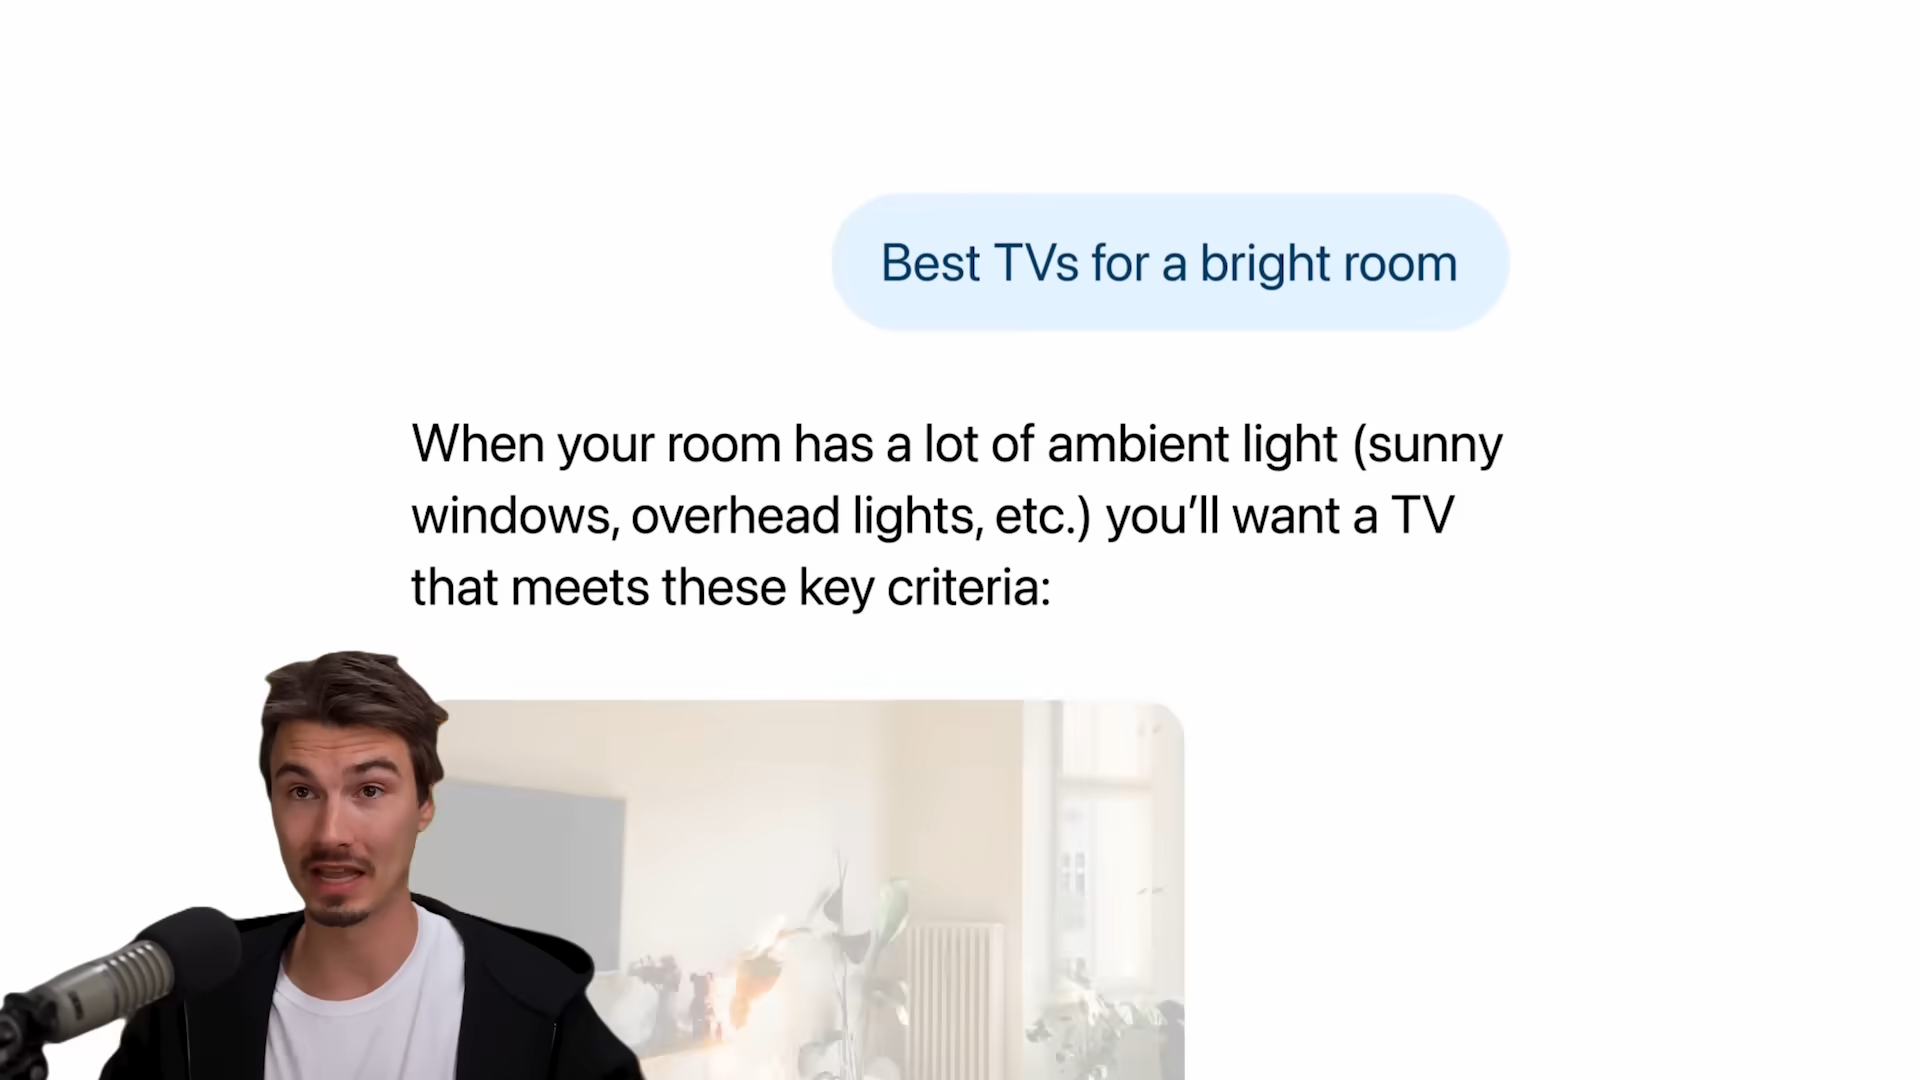 Best TVs for a bright room
When your room has a lot of ambient light (sunny
windows, overhead lights, etc.) you’ll want a TV
that meets these key criteria: